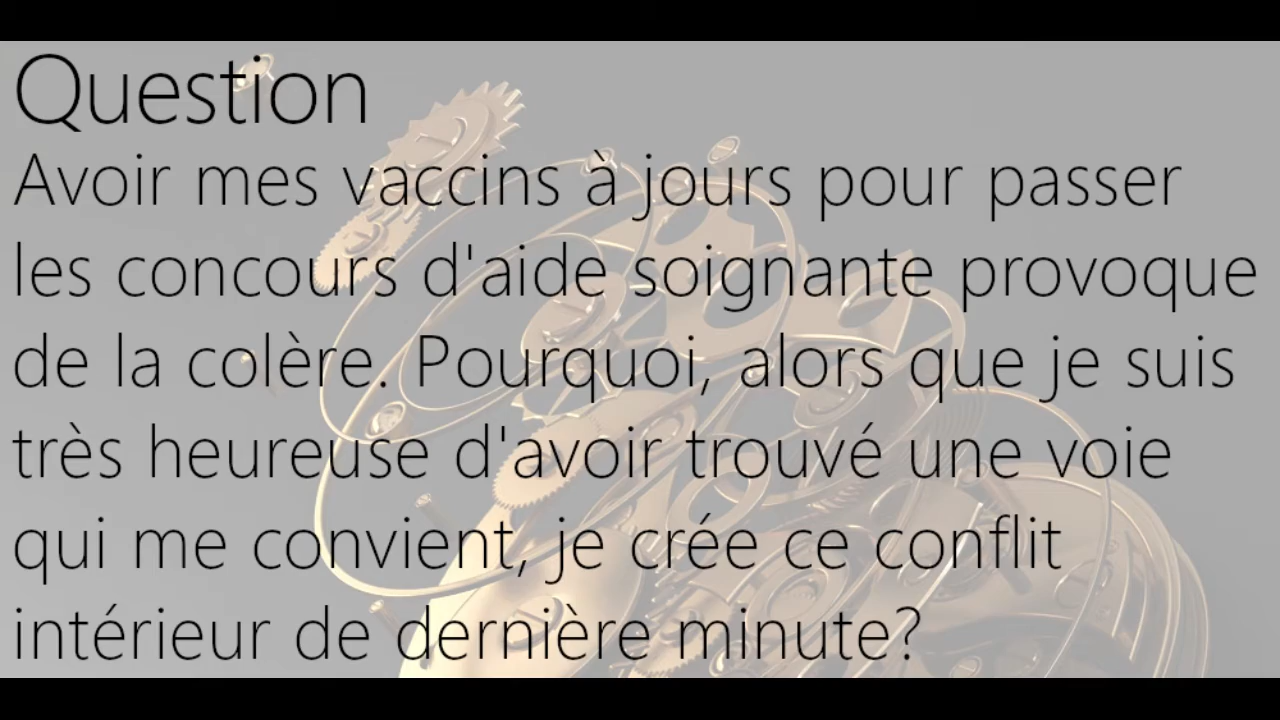 Question
Avoir mes vaccins à jours pour passer
les concours d'aide soignante provoque
de la colère. Pourquoi, alors que je suis
très heureuse d'avoir trouvé une voie
qui me convient, je crée ce conflit
intérieur de dernière minute?